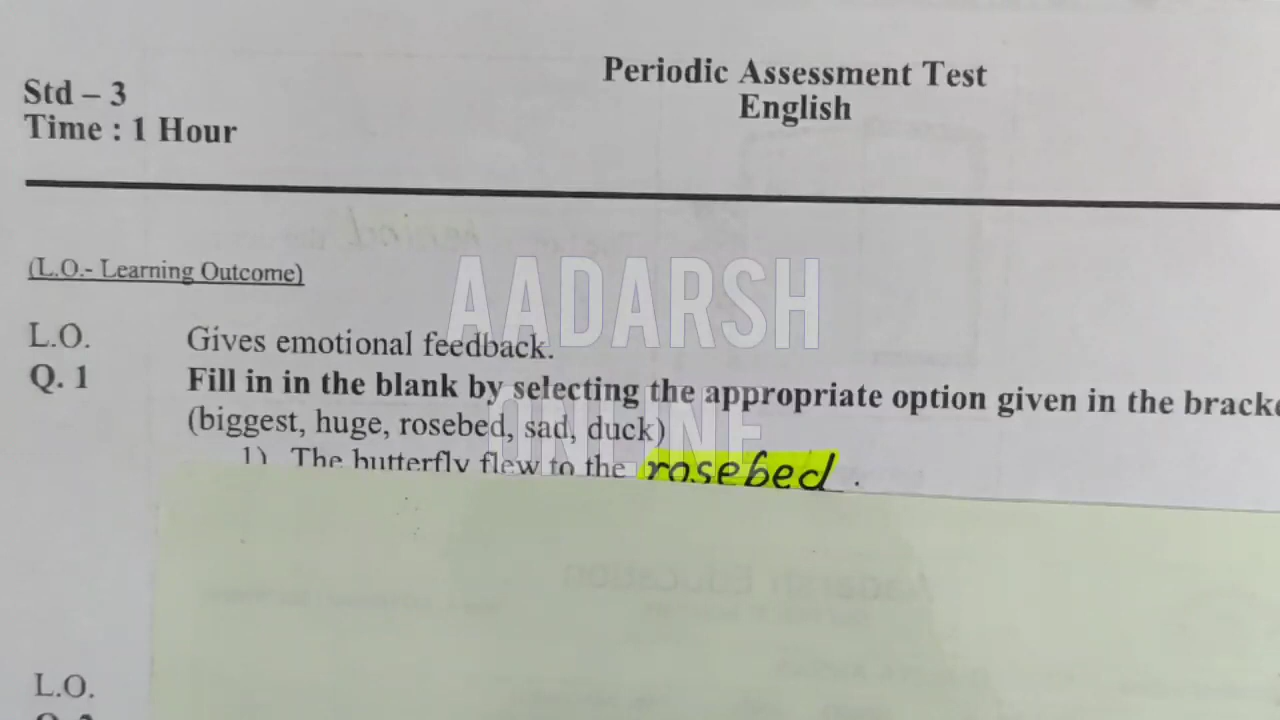 Periodic Assessment Test
Std – 3
English
Time : 1 Hour
(L.O.- Learning Outcome)
L.O. Gives emotional feedback.
Q. 1 Fill in in the blank by selecting the appropriate option given in the
(biggest, huge, rosebed, sad, duck)
1) The butterfly flew to the rosebed .
AADARSH
ONLINE
L.O.